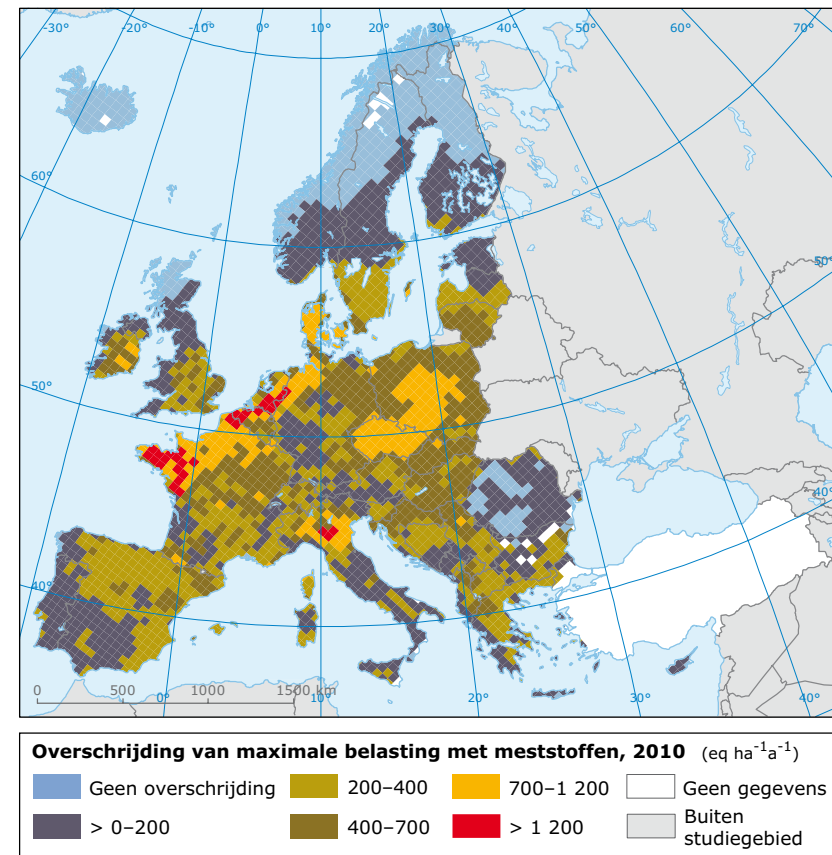 -30° -20° -10° 0° 10° 20° 30° 40° 50° 60° 70°
60°
50°
50°
40°
40°
0 500 1000 1500 km
0° 10° 20° 30° 40°
Overschrijding van maximale belasting met meststoffen, 2010 (eq ha⁻¹a⁻¹)
Geen overschrijding 200–400 700–1 200 Geen gegevens
> 0–200 400–700 > 1 200 Buiten
studiegebied